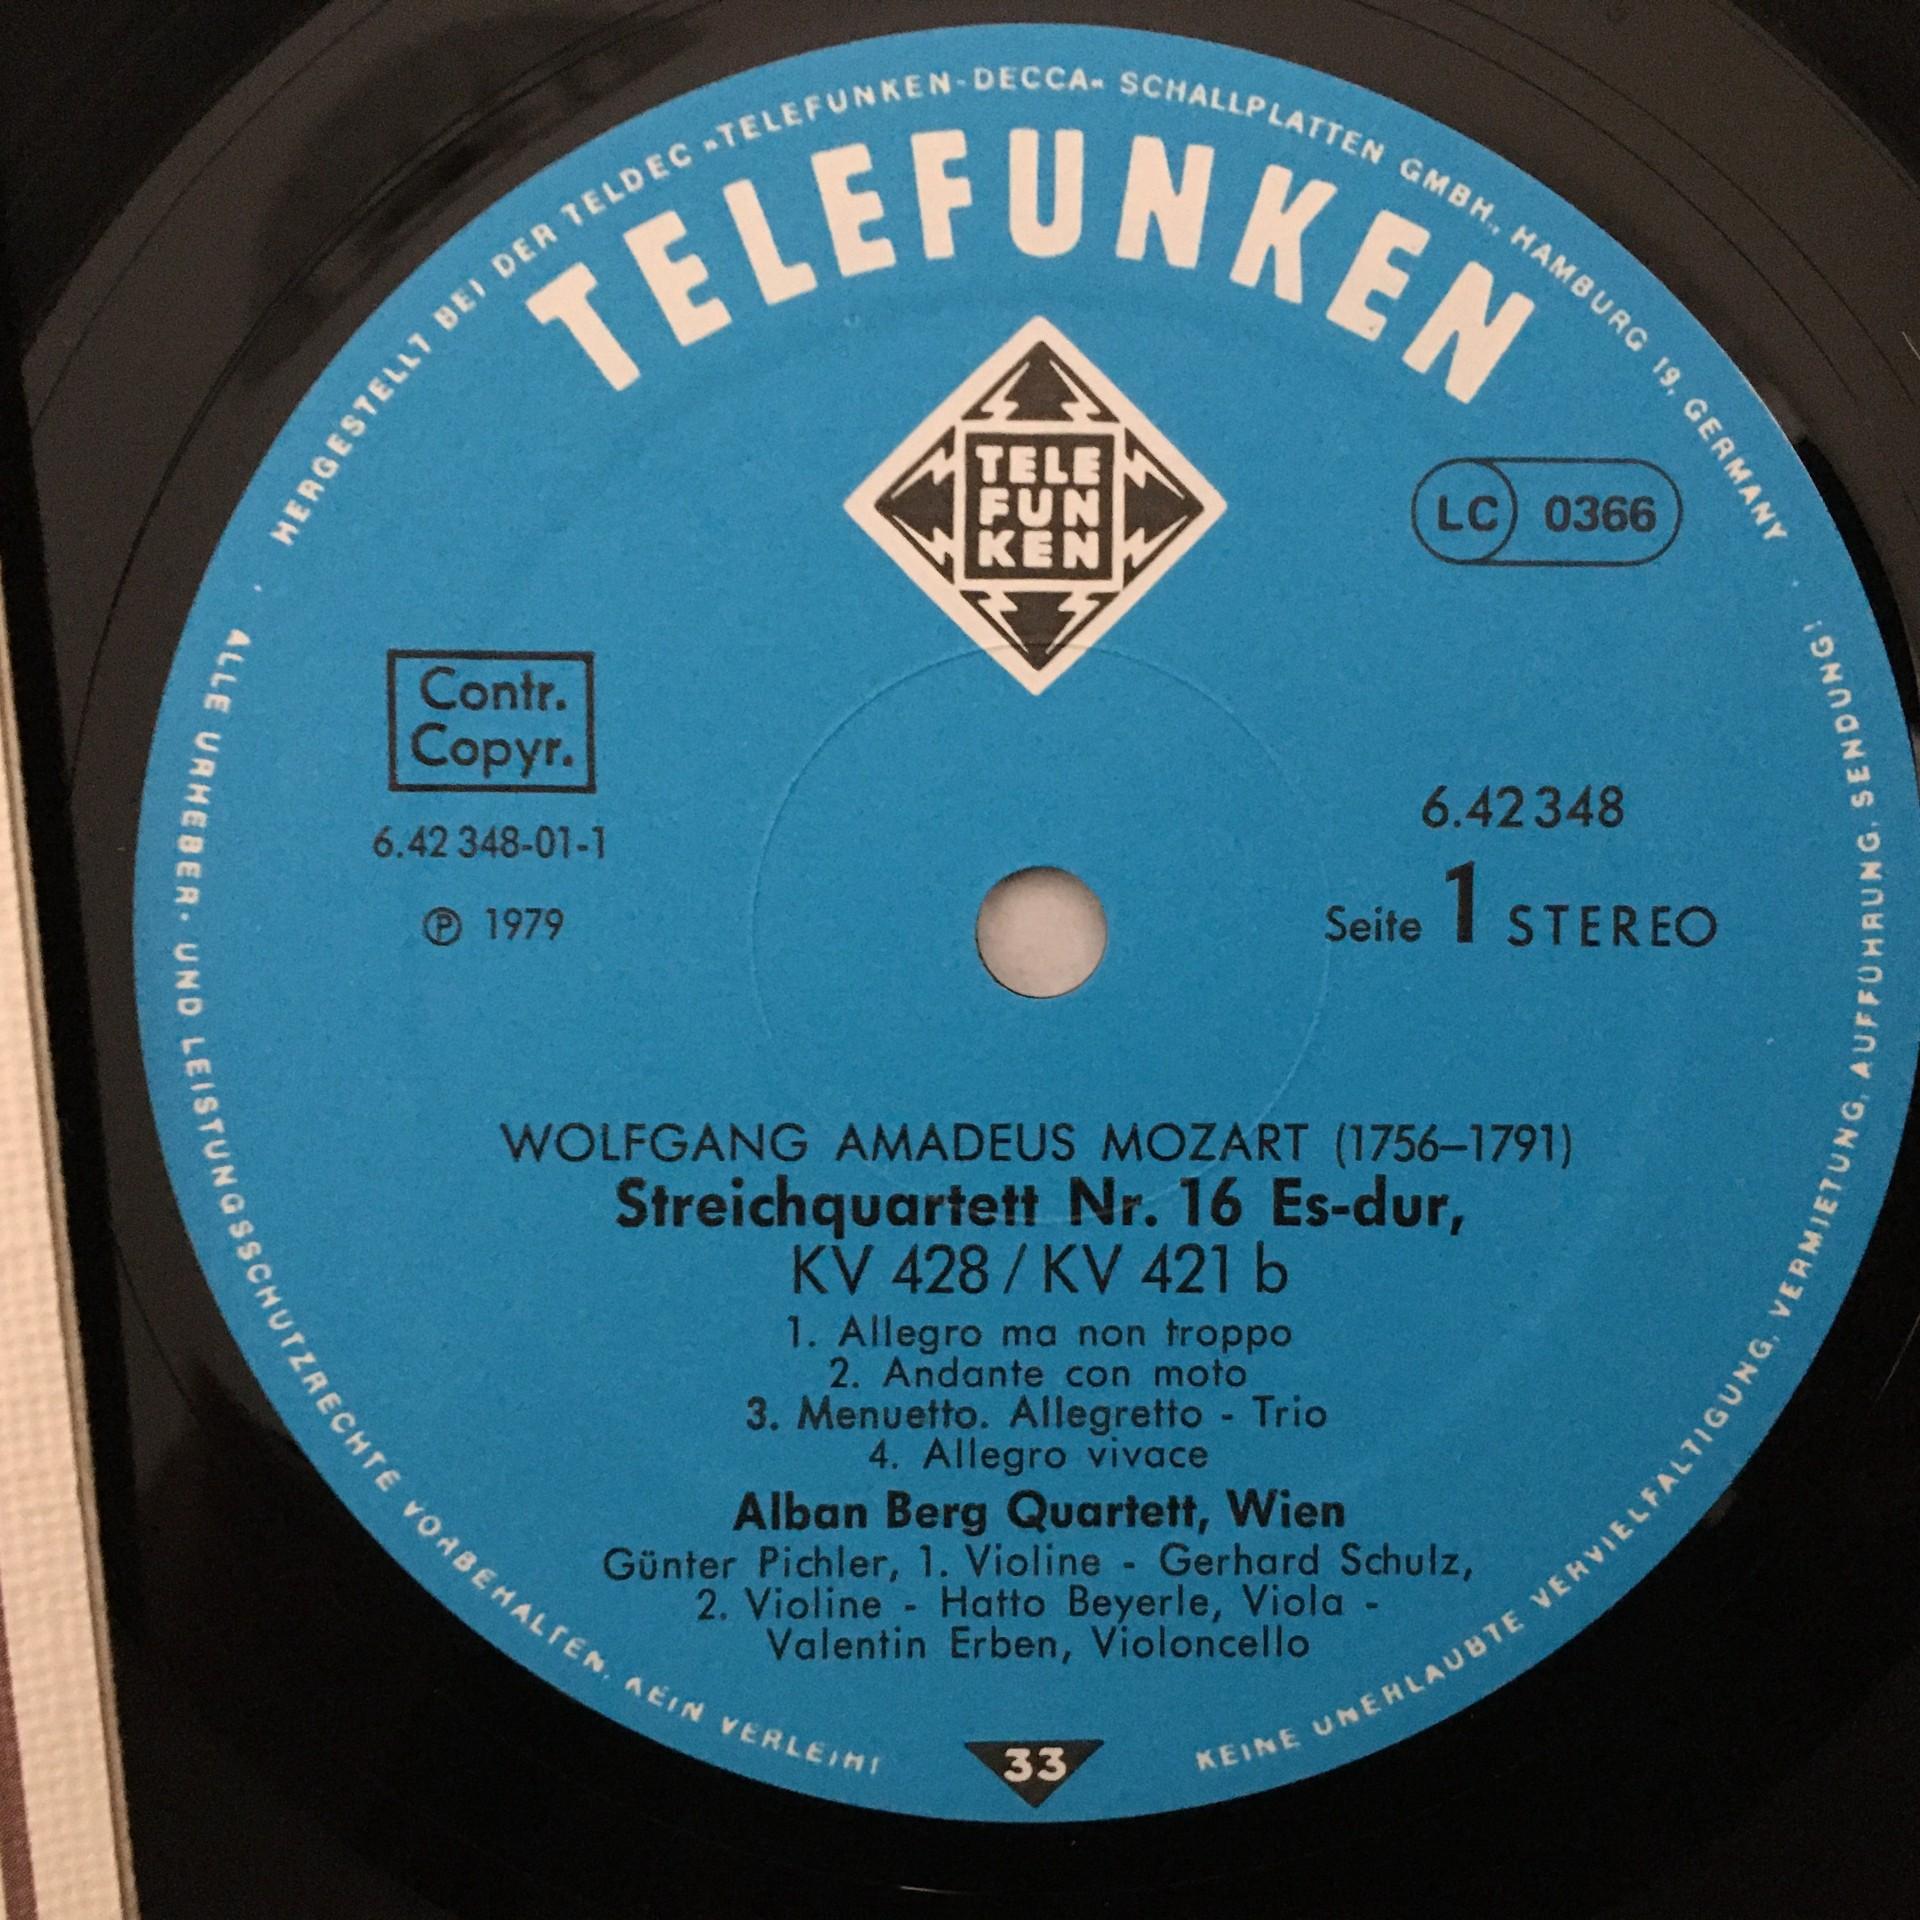 HERGESTELLT BEI DER TELDEC »TELEFUNKEN-DECCA« SCHALLPLATTEN GMBH., HAMBURG 19, GERMANY
TELEFUNKEN
TELE
FUN
KEN
LC 0366
Contr.
Copyr.
6.42 348-01-1
Ⓟ 1979
6.42 348
Seite 1 STEREO
WOLFGANG AMADEUS MOZART (1756–1791)
Streichquartett Nr. 16 Es-dur,
KV 428 / KV 421 b
1. Allegro ma non troppo
2. Andante con moto
3. Menuetto. Allegretto - Trio
4. Allegro vivace
Alban Berg Quartett, Wien
Günter Pichler, 1. Violine - Gerhard Schulz,
2. Violine - Hatto Beyerle, Viola -
Valentin Erben, Violoncello
33
ALLE URHEBER- UND LEISTUNGSSCHUTZRECHTE VORBEHALTEN. KEIN VERLEIH!
KEINE UNERLAUBTE VERVIELFALTIGUNG, VERMIETUNG, AUFFÜHRUNG, SENDUNG!